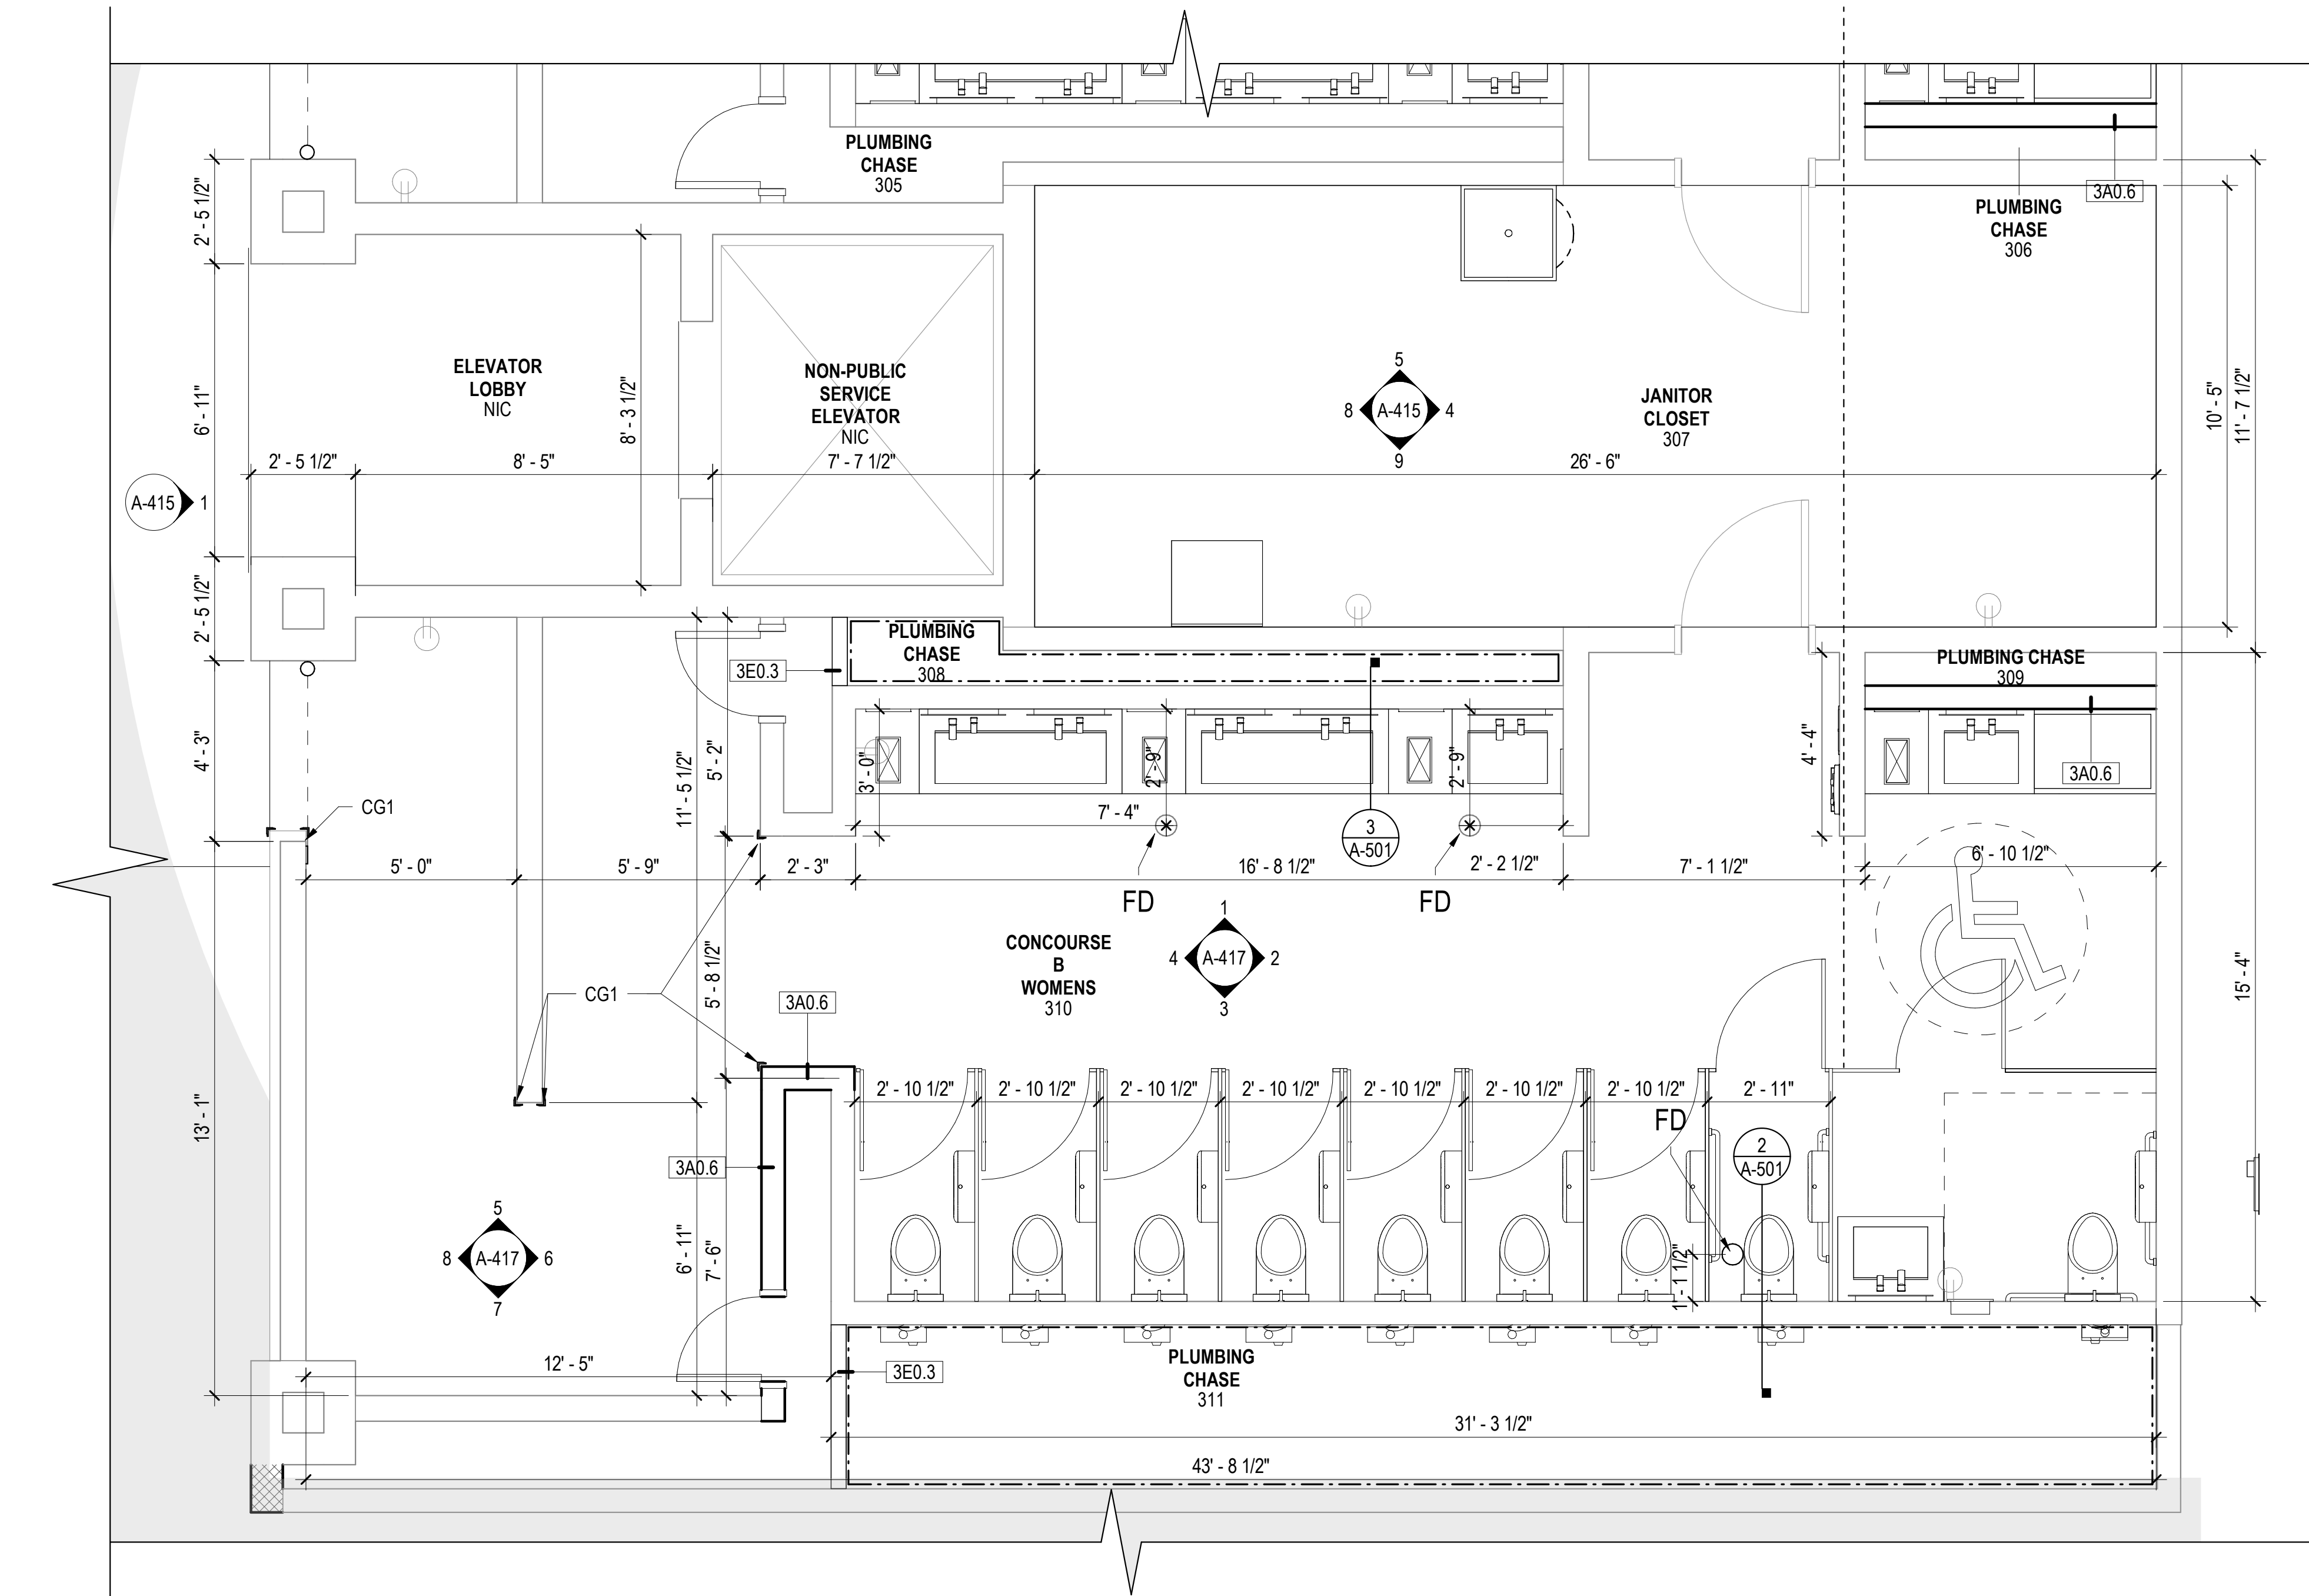 PLUMBING
CHASE
305
3A0.6
PLUMBING
CHASE
306
2' - 5 1/2"
6' - 11"
2' - 5 1/2"
4' - 3"
13' - 1"
ELEVATOR
LOBBY
NIC
8' - 3 1/2"
NON-PUBLIC
SERVICE
ELEVATOR
NIC
5
8 A-415 4
9
JANITOR
CLOSET
307
10' - 5"
11' - 7 1/2"
2' - 5 1/2"
8' - 5"
7' - 7 1/2"
26' - 6"
A-415 1
PLUMBING
CHASE
308
3E0.3
PLUMBING CHASE
309
3A0.6
5' - 2"
11' - 5 1/2"
3' - 0"
2' - 9"
2' - 9"
4' - 4"
CG1
7' - 4"
3
A-501
5' - 0"
5' - 9"
2' - 3"
16' - 8 1/2"
2' - 2 1/2"
7' - 1 1/2"
6' - 10 1/2"
FD
FD
CONCOURSE
B
WOMENS
310
1
4 A-417 2
3
5' - 8 1/2"
15' - 4"
CG1
3A0.6
2' - 10 1/2"
2' - 10 1/2"
2' - 10 1/2"
2' - 10 1/2"
2' - 10 1/2"
2' - 10 1/2"
2' - 10 1/2"
2' - 11"
FD
2
A-501
3A0.6
5
8 A-417 6
7
6' - 11"
7' - 6"
1' - 1 1/2"
12' - 5"
3E0.3
PLUMBING
CHASE
311
31' - 3 1/2"
43' - 8 1/2"